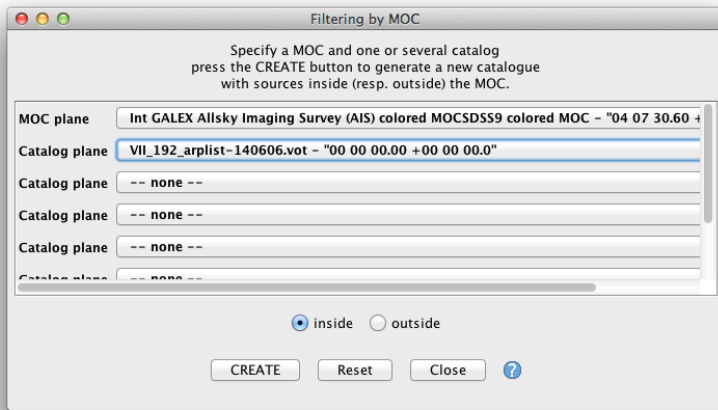 Filtering by MOC
Specify a MOC and one or several catalog
press the CREATE button to generate a new catalogue
with sources inside (resp. outside) the MOC.
MOC plane Int GALEX Allsky Imaging Survey (AIS) colored MOCSDSS9 colored MOC - "04 07 30.60 +
Catalog plane VII_192_arplist-140606.vot - "00 00 00.00 +00 00 00.0"
Catalog plane -- none --
Catalog plane -- none --
Catalog plane -- none --
Catalog plane -- none --
inside outside
CREATE Reset Close ?